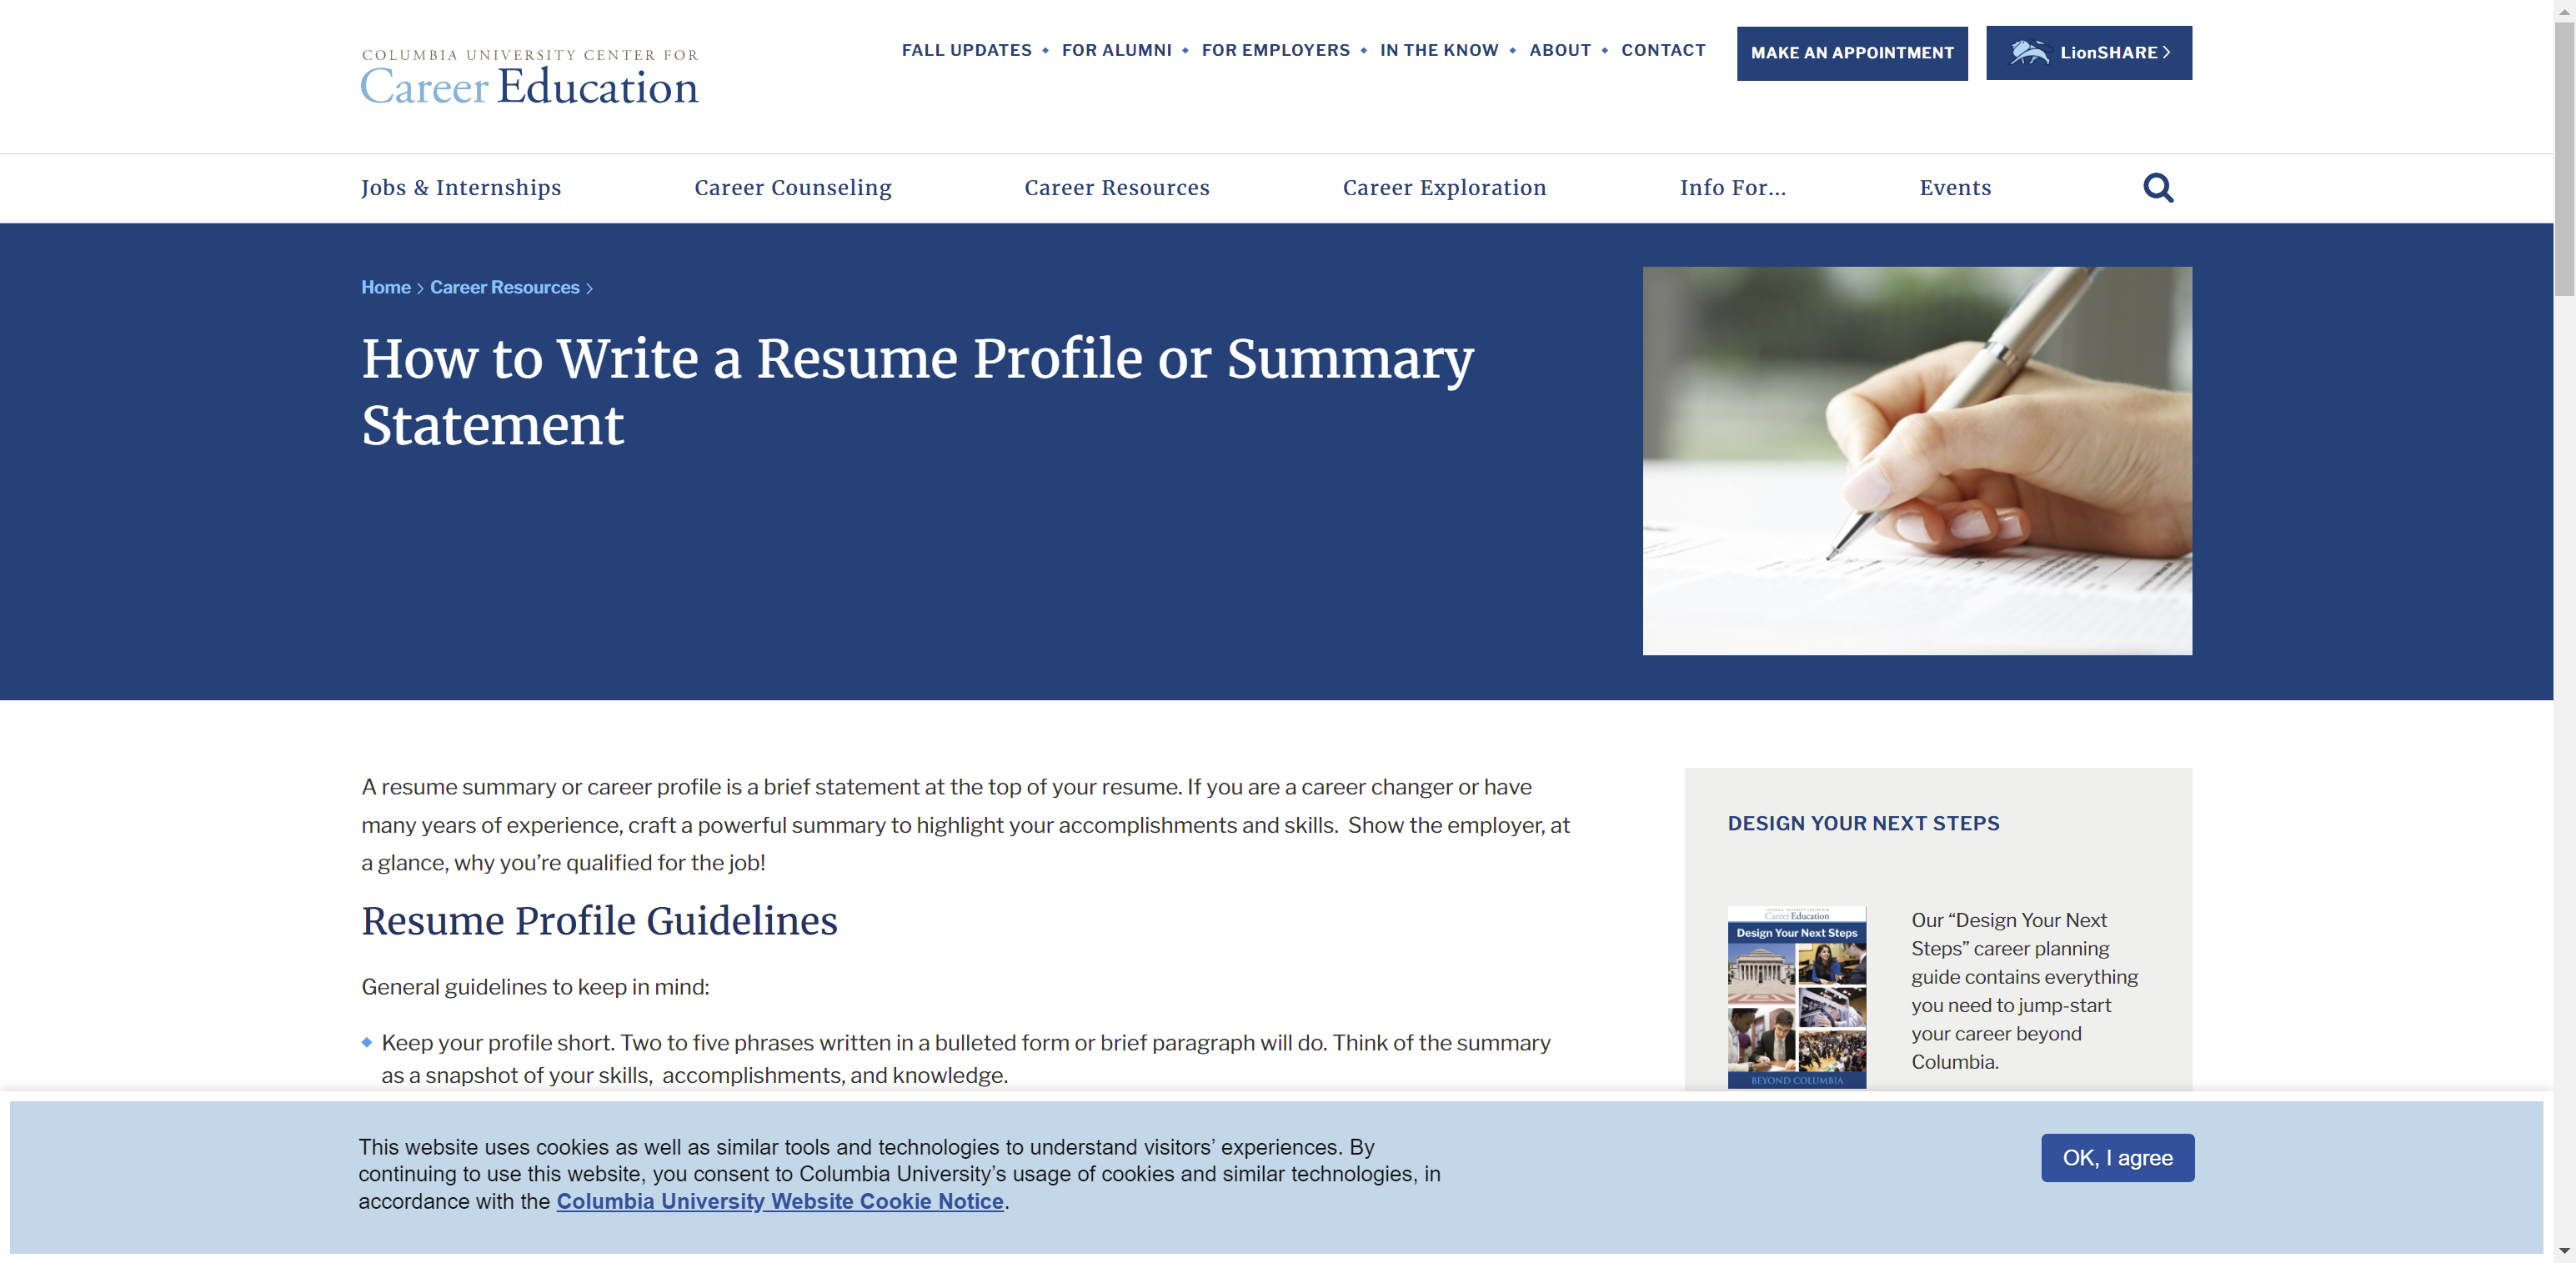 COLUMBIA UNIVERSITY CENTER FOR
Career Education
FALL UPDATES • FOR ALUMNI • FOR EMPLOYERS • IN THE KNOW • ABOUT • CONTACT
MAKE AN APPOINTMENT
LionSHARE >
Jobs & Internships
Career Counseling
Career Resources
Career Exploration
Info For...
Events
Home > Career Resources >
How to Write a Resume Profile or Summary
Statement
A resume summary or career profile is a brief statement at the top of your resume. If you are a career changer or have
many years of experience, craft a powerful summary to highlight your accomplishments and skills.  Show the employer, at
a glance, why you’re qualified for the job!
Resume Profile Guidelines
General guidelines to keep in mind:
Keep your profile short. Two to five phrases written in a bulleted form or brief paragraph will do. Think of the summary
as a snapshot of your skills,  accomplishments, and knowledge.
DESIGN YOUR NEXT STEPS
COLUMBIA UNIVERSITY CENTER FOR
Career Education
Design Your Next Steps
BEYOND COLUMBIA
Our “Design Your Next
Steps” career planning
guide contains everything
you need to jump-start
your career beyond
Columbia.
This website uses cookies as well as similar tools and technologies to understand visitors’ experiences. By
continuing to use this website, you consent to Columbia University’s usage of cookies and similar technologies, in
accordance with the Columbia University Website Cookie Notice.
OK, I agree